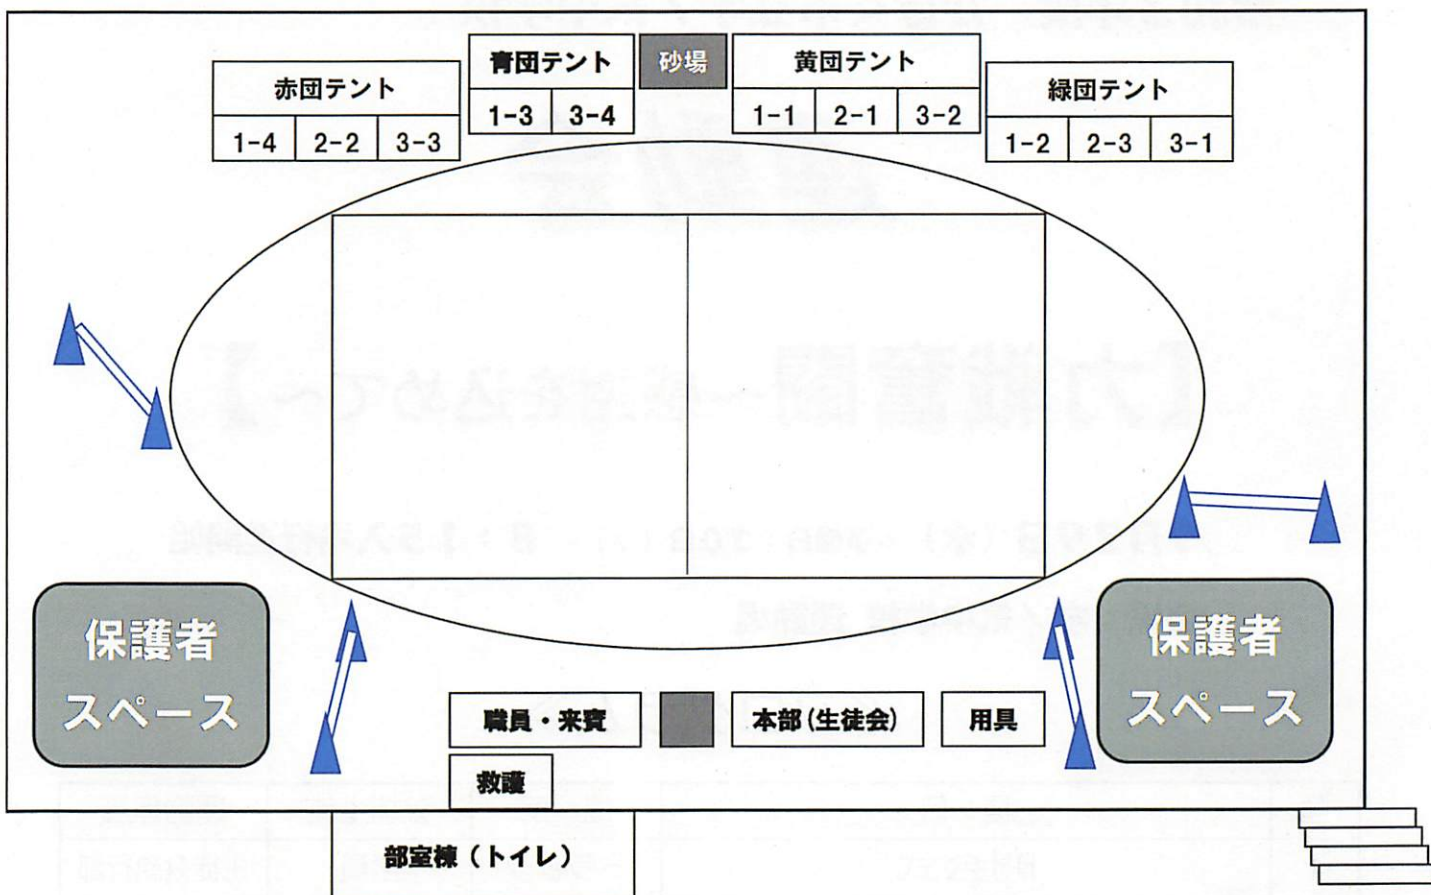 赤団テント
1-4 2-2 3-3
青団テント
1-3 3-4
砂場
黄団テント
1-1 2-1 3-2
緑団テント
1-2 2-3 3-1
保護者
スペース
保護者
スペース
職員・来賓
本部(生徒会)
用具
救護
部室棟（トイレ）